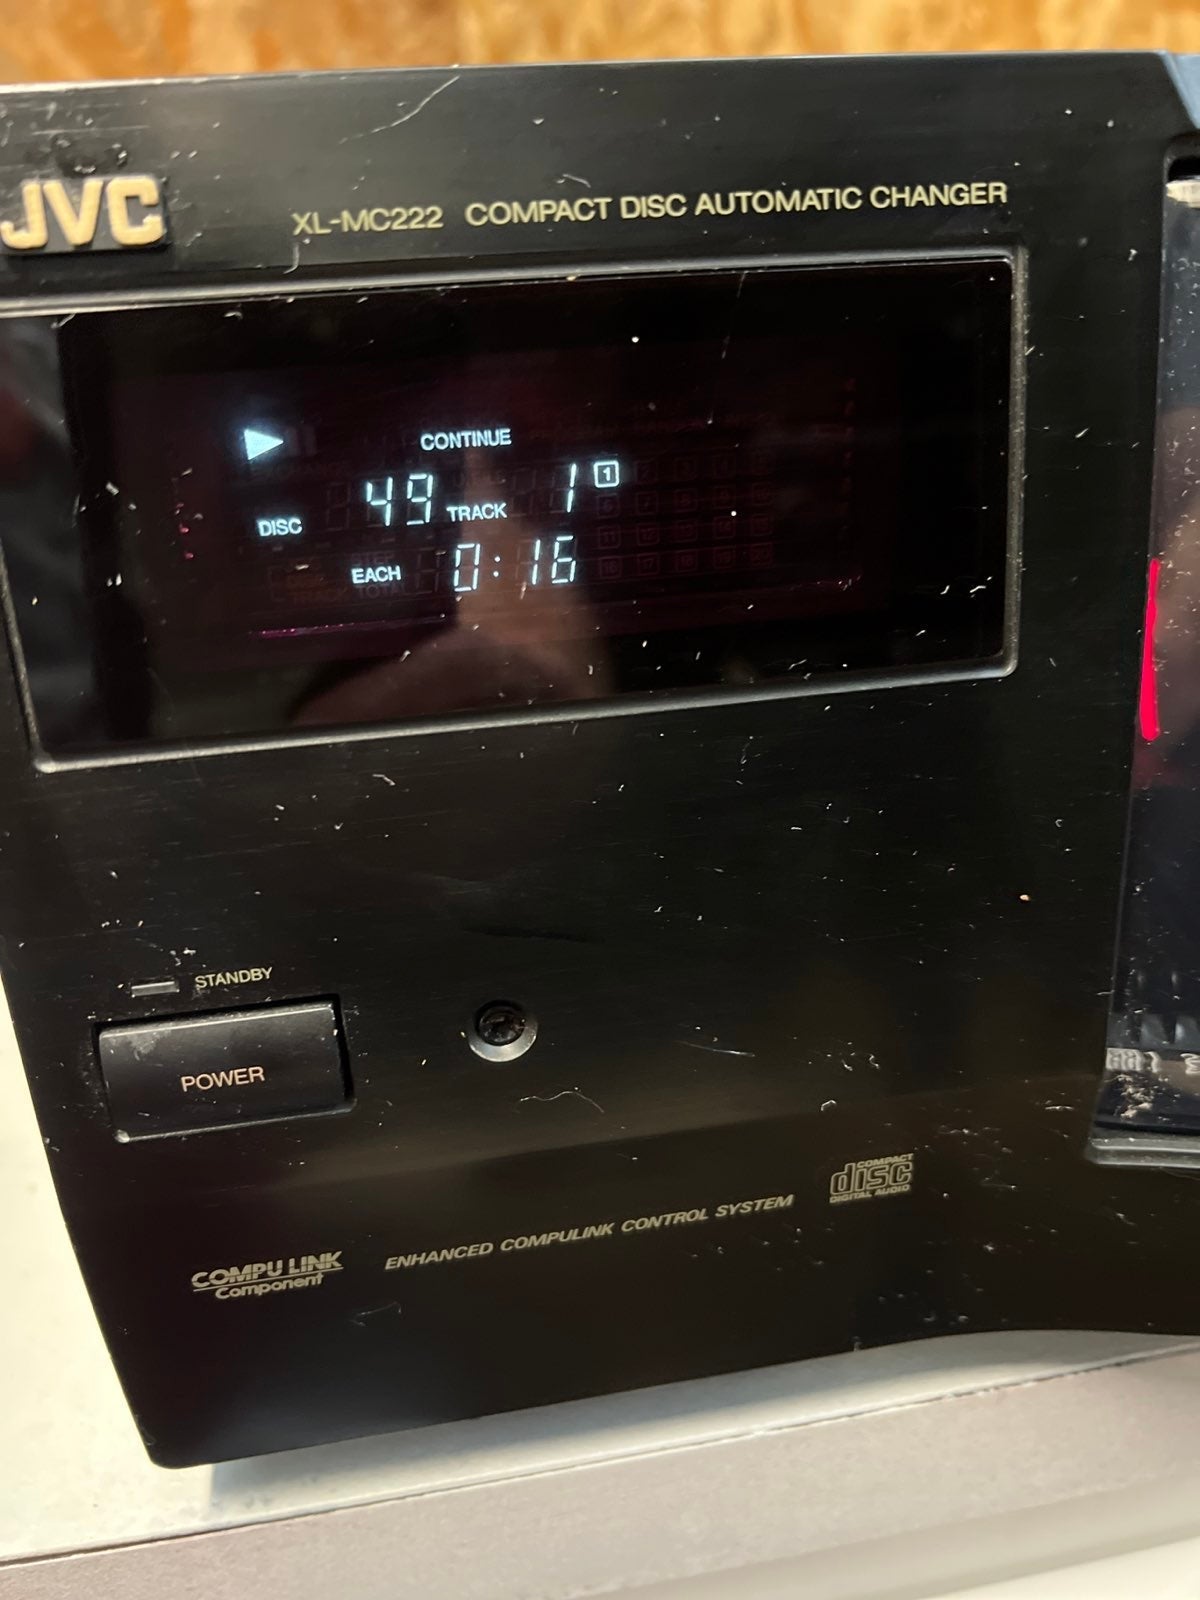 JVC
XL-MC222 COMPACT DISC AUTOMATIC CHANGER
CONTINUE
DISC 49 TRACK 1 1
EACH 0:16
STANDBY
POWER
COMPU LINK
Component
ENHANCED COMPULINK CONTROL SYSTEM
COMPACT
disc
DIGITAL AUDIO